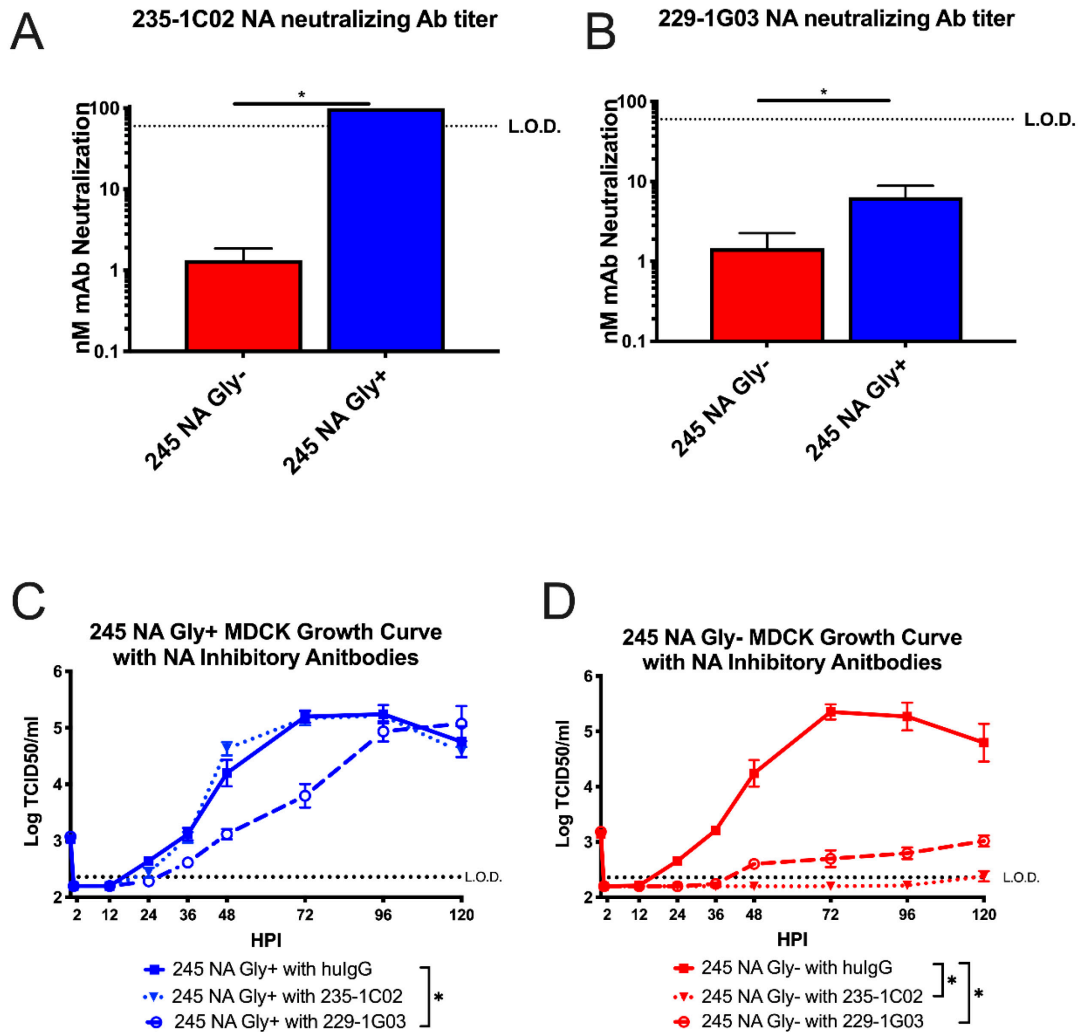 A
235-1C02 NA neutralizing Ab titer
nM mAb Neutralization
100
10
1
0.1
*
L.O.D.
245 NA Gly-
245 NA Gly+
B
229-1G03 NA neutralizing Ab titer
nM mAb Neutralization
100
10
1
0.1
*
L.O.D.
245 NA Gly-
245 NA Gly+
C
245 NA Gly+ MDCK Growth Curve
with NA Inhibitory Anitbodies
Log TCID50/ml
6
5
4
3
2
L.O.D.
2 12 24 36 48 72 96 120
HPI
245 NA Gly+ with huIgG
245 NA Gly+ with 235-1C02
245 NA Gly+ with 229-1G03
*
D
245 NA Gly- MDCK Growth Curve
with NA Inhibitory Anitbodies
Log TCID50/ml
6
5
4
3
2
L.O.D.
2 12 24 36 48 72 96 120
HPI
245 NA Gly- with huIgG
245 NA Gly- with 235-1C02
245 NA Gly- with 229-1G03
*
*